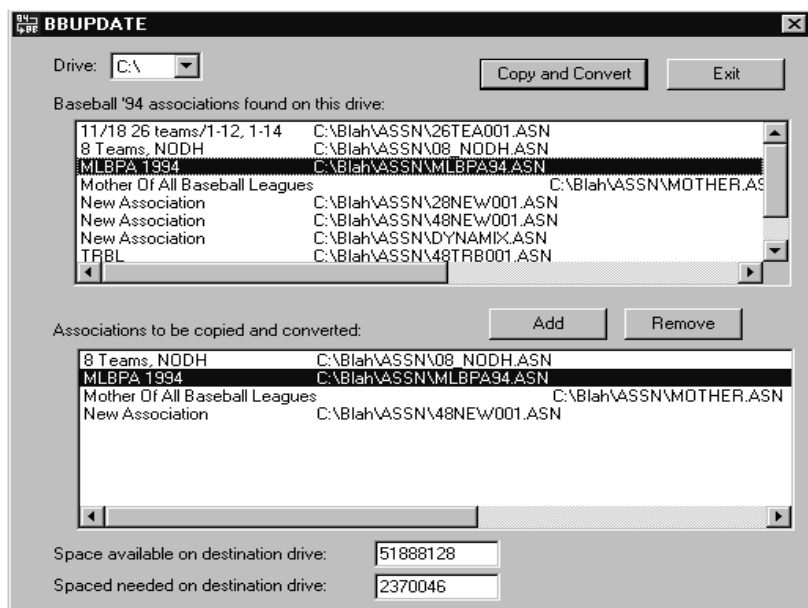 BBUPDATE
Drive: C:\ Copy and Convert Exit
Baseball '94 associations found on this drive:
11/18 26 teams/1-12, 1-14 C:\Blah\ASSN\26TEA001.ASN
8 Teams, NODH C:\Blah\ASSN\08_NODH.ASN
MLBPA 1994 C:\Blah\ASSN\MLBPA94.ASN
Mother Of All Baseball Leagues C:\Blah\ASSN\MOTHER.AS
New Association C:\Blah\ASSN\28NEW001.ASN
New Association C:\Blah\ASSN\48NEW001.ASN
New Association C:\Blah\ASSN\DYNAMIX.ASN
TRBL C:\Blah\ASSN\48TRB001.ASN
Associations to be copied and converted: Add Remove
8 Teams, NODH C:\Blah\ASSN\08_NODH.ASN
MLBPA 1994 C:\Blah\ASSN\MLBPA94.ASN
Mother Of All Baseball Leagues C:\Blah\ASSN\MOTHER.ASN
New Association C:\Blah\ASSN\48NEW001.ASN
Space available on destination drive: 51888128
Spaced needed on destination drive: 2370046